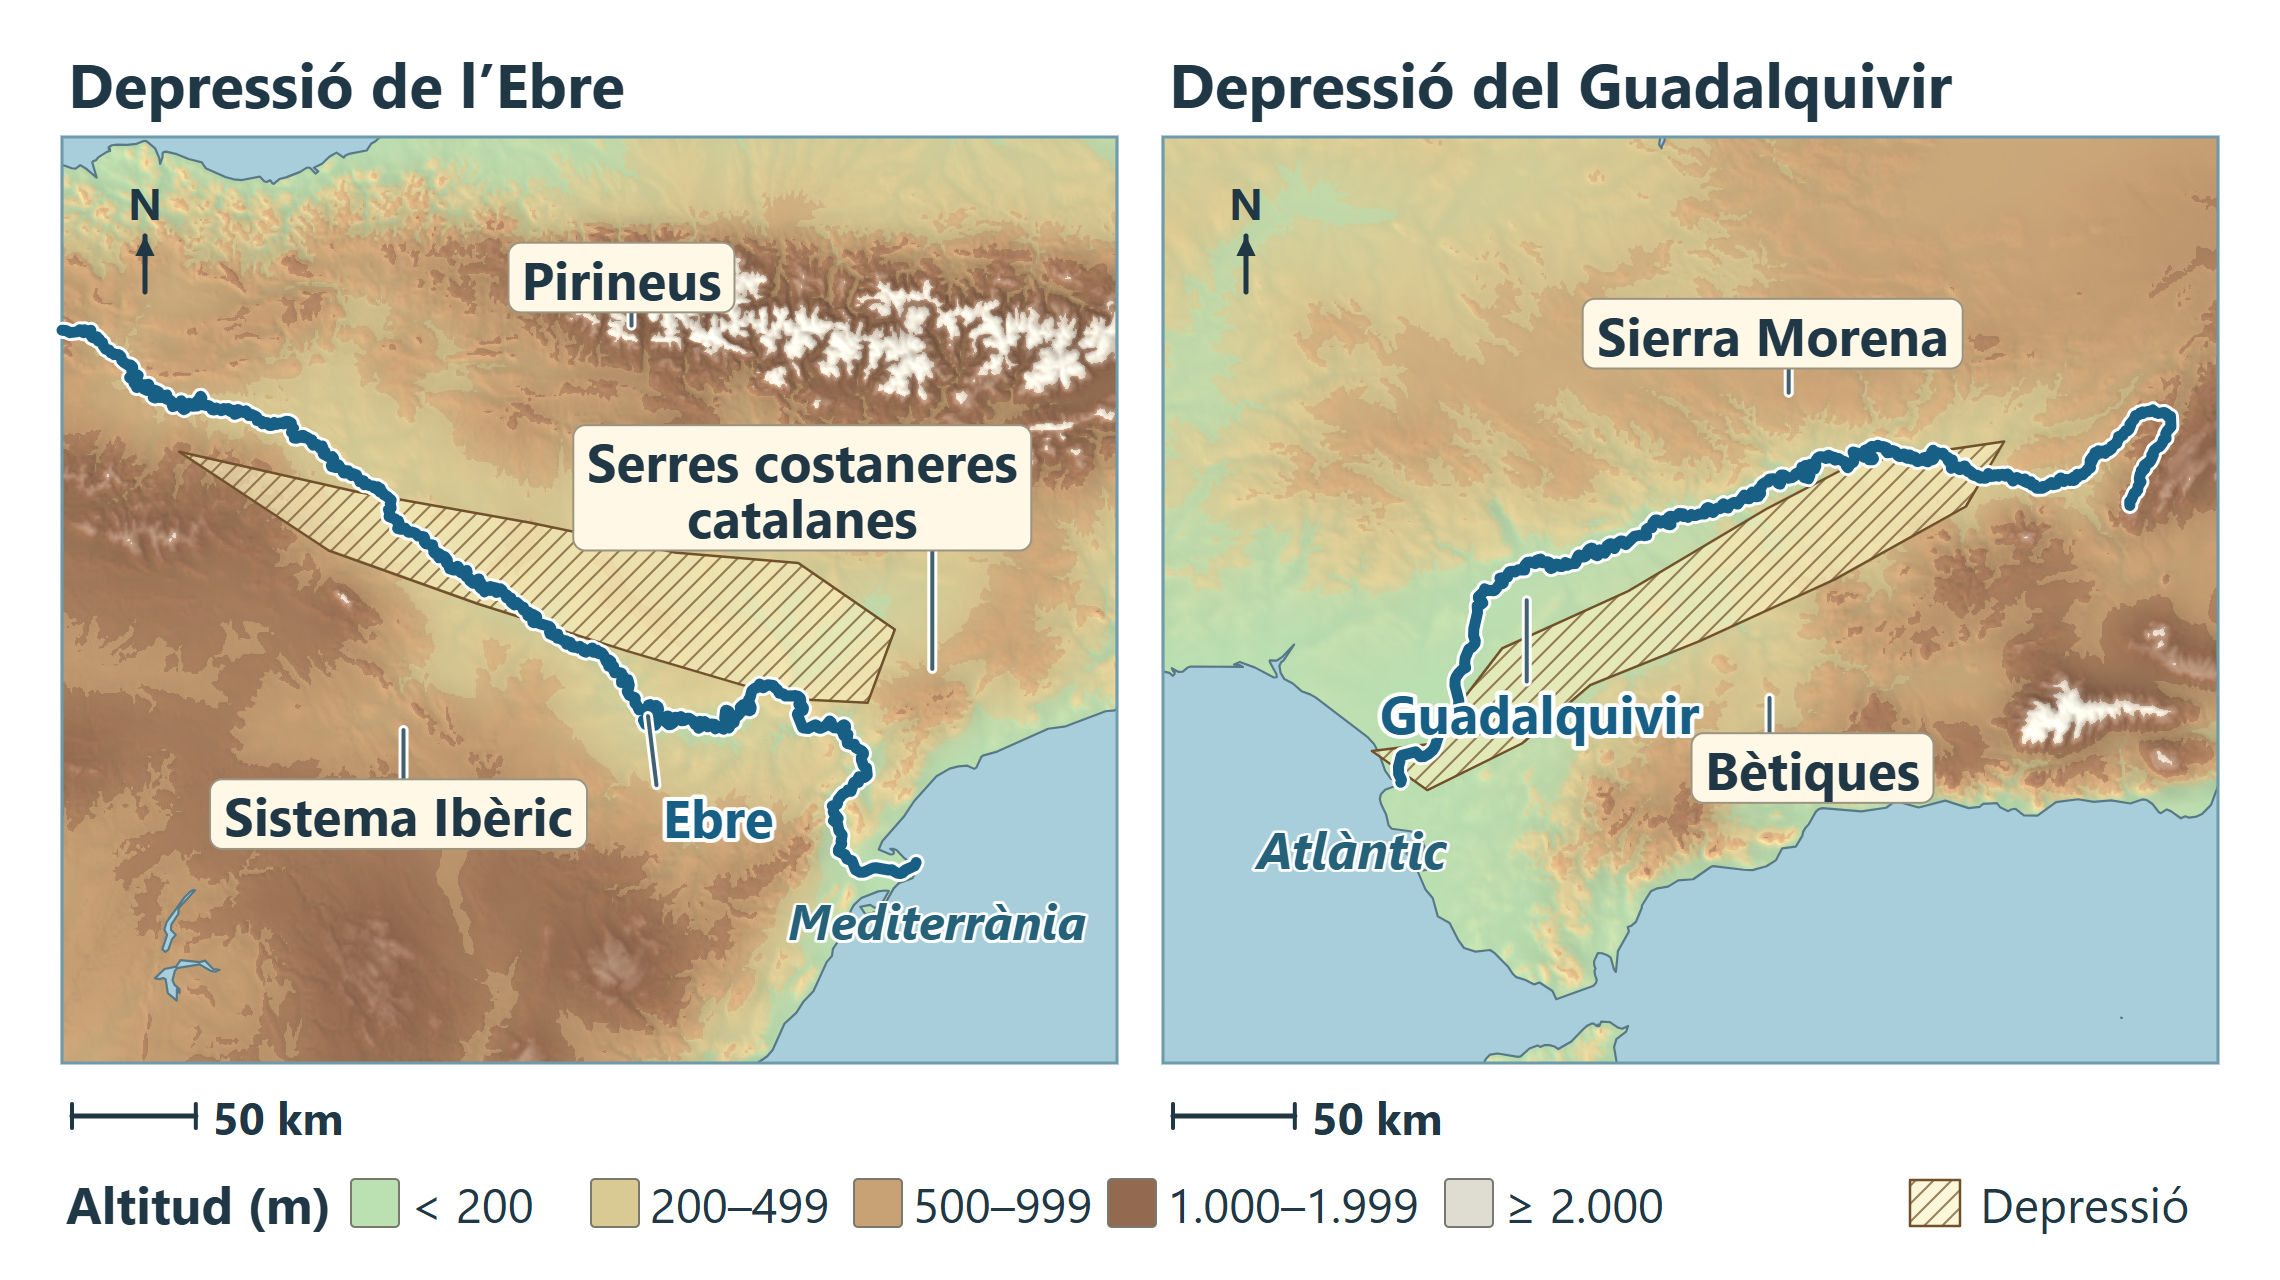 Depressió de l’Ebre
N
Pirineus
Serres costaneres
catalanes
Sistema Ibèric
Ebre
Mediterrània
50 km
Depressió del Guadalquivir
N
Sierra Morena
Guadalquivir
Bètiques
Atlàntic
50 km
Altitud (m) < 200 200–499 500–999 1.000–1.999 ≥ 2.000 Depressió